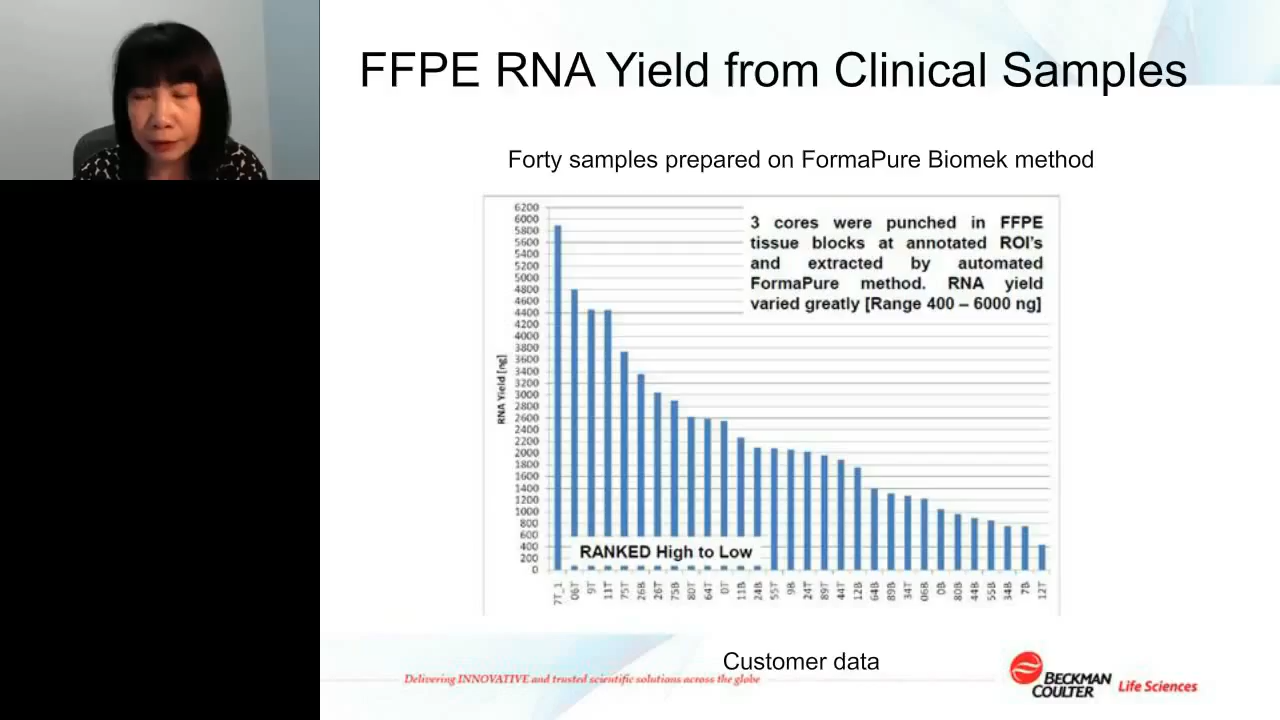 FFPE RNA Yield from Clinical Samples
Forty samples prepared on FormaPure Biomek method
3 cores were punched in FFPE
tissue blocks at annotated ROI's
and extracted by automated
FormaPure method. RNA yield
varied greatly [Range 400 – 6000 ng]
RNA Yield [ng]
6200
6000
5800
5600
5400
5200
5000
4800
4600
4400
4200
4000
3800
3600
3400
3200
3000
2800
2600
2400
2200
2000
1800
1600
1400
1200
1000
800
600
400
200
0
RANKED High to Low
7T_1 06T 9T 11T 75T 26B 26T 75B 80T 64T 0T 11B 24B 55T 9B 24T 89T 44T 12B 64B 89B 34T 06B 0B 80B 44B 55B 34B 7B 12T
Customer data
Delivering INNOVATIVE and trusted scientific solutions across the globe
BECKMAN
COULTER Life Sciences